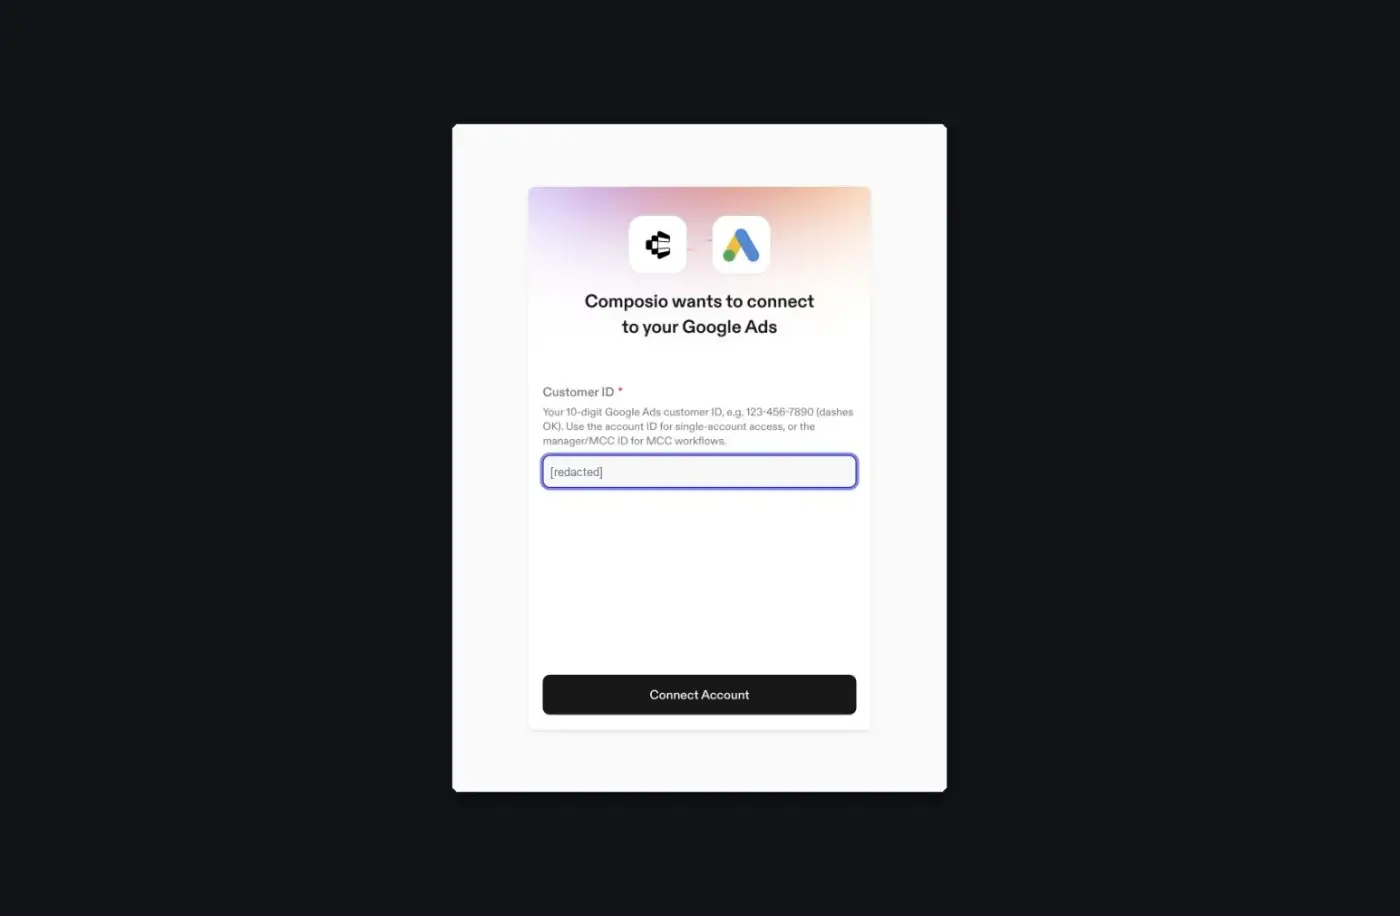 Composio wants to connect
to your Google Ads
Customer ID *
Your 10-digit Google Ads customer ID, e.g. 123-456-7890 (dashes
OK). Use the account ID for single-account access, or the
manager/MCC ID for MCC workflows.
[redacted]
Connect Account